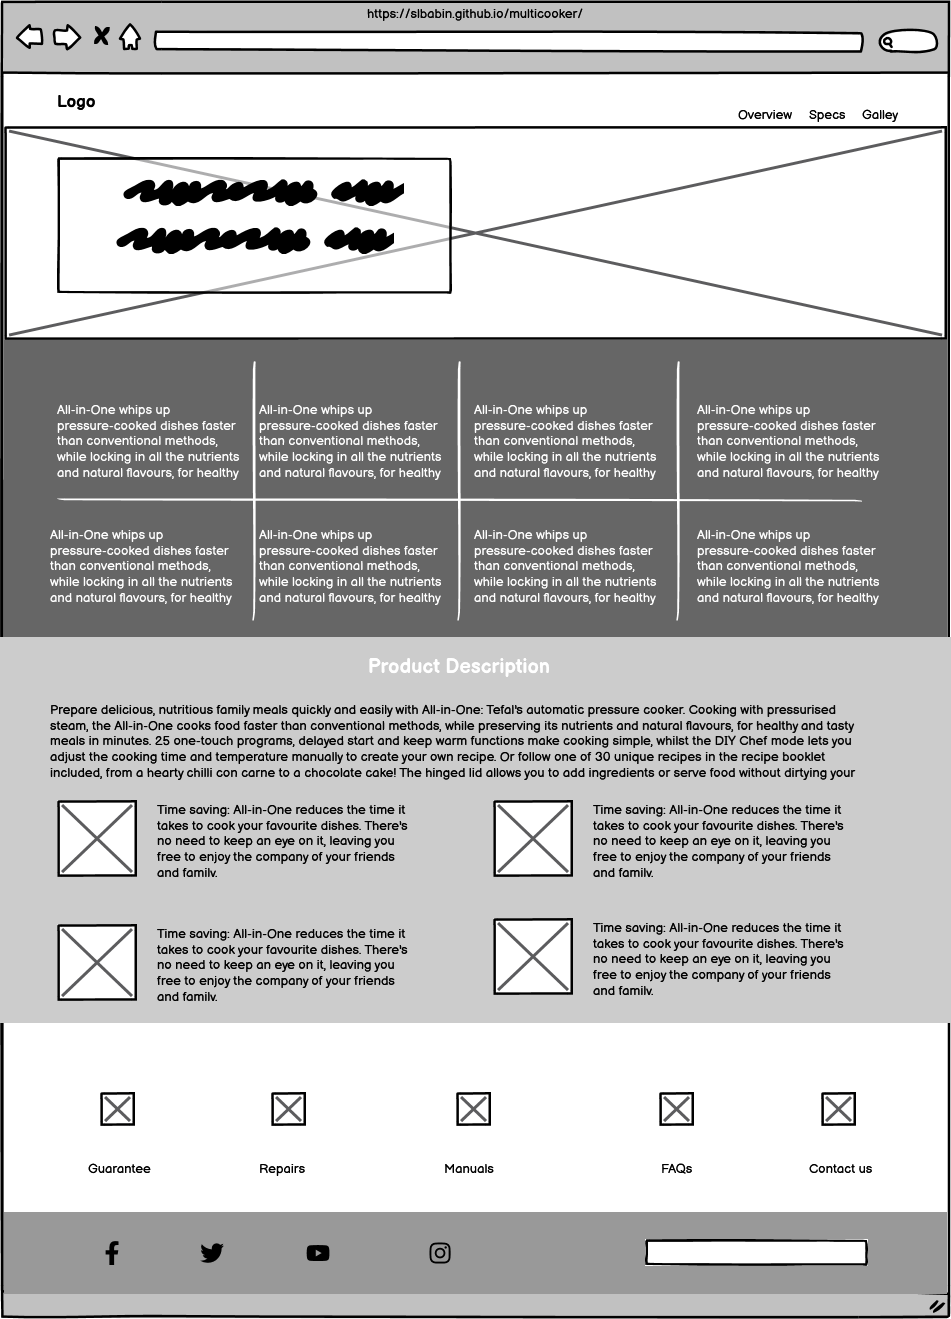 https://slbabin.github.io/multicooker/
Logo
Overview Specs Galley
All-in-One whips up
pressure-cooked dishes faster
than conventional methods,
while locking in all the nutrients
and natural flavours, for healthy
All-in-One whips up
pressure-cooked dishes faster
than conventional methods,
while locking in all the nutrients
and natural flavours, for healthy
All-in-One whips up
pressure-cooked dishes faster
than conventional methods,
while locking in all the nutrients
and natural flavours, for healthy
All-in-One whips up
pressure-cooked dishes faster
than conventional methods,
while locking in all the nutrients
and natural flavours, for healthy
All-in-One whips up
pressure-cooked dishes faster
than conventional methods,
while locking in all the nutrients
and natural flavours, for healthy
All-in-One whips up
pressure-cooked dishes faster
than conventional methods,
while locking in all the nutrients
and natural flavours, for healthy
All-in-One whips up
pressure-cooked dishes faster
than conventional methods,
while locking in all the nutrients
and natural flavours, for healthy
All-in-One whips up
pressure-cooked dishes faster
than conventional methods,
while locking in all the nutrients
and natural flavours, for healthy
Product Description
Prepare delicious, nutritious family meals quickly and easily with All-in-One: Tefal's automatic pressure cooker. Cooking with pressurised
steam, the All-in-One cooks food faster than conventional methods, while preserving its nutrients and natural flavours, for healthy and tasty
meals in minutes. 25 one-touch programs, delayed start and keep warm functions make cooking simple, whilst the DIY Chef mode lets you
adjust the cooking time and temperature manually to create your own recipe. Or follow one of 30 unique recipes in the recipe booklet
included, from a hearty chilli con carne to a chocolate cake! The hinged lid allows you to add ingredients or serve food without dirtying your
Time saving: All-in-One reduces the time it
takes to cook your favourite dishes. There's
no need to keep an eye on it, leaving you
free to enjoy the company of your friends
and family.
Time saving: All-in-One reduces the time it
takes to cook your favourite dishes. There's
no need to keep an eye on it, leaving you
free to enjoy the company of your friends
and family.
Time saving: All-in-One reduces the time it
takes to cook your favourite dishes. There's
no need to keep an eye on it, leaving you
free to enjoy the company of your friends
and family.
Time saving: All-in-One reduces the time it
takes to cook your favourite dishes. There's
no need to keep an eye on it, leaving you
free to enjoy the company of your friends
and family.
Guarantee Repairs Manuals FAQs Contact us